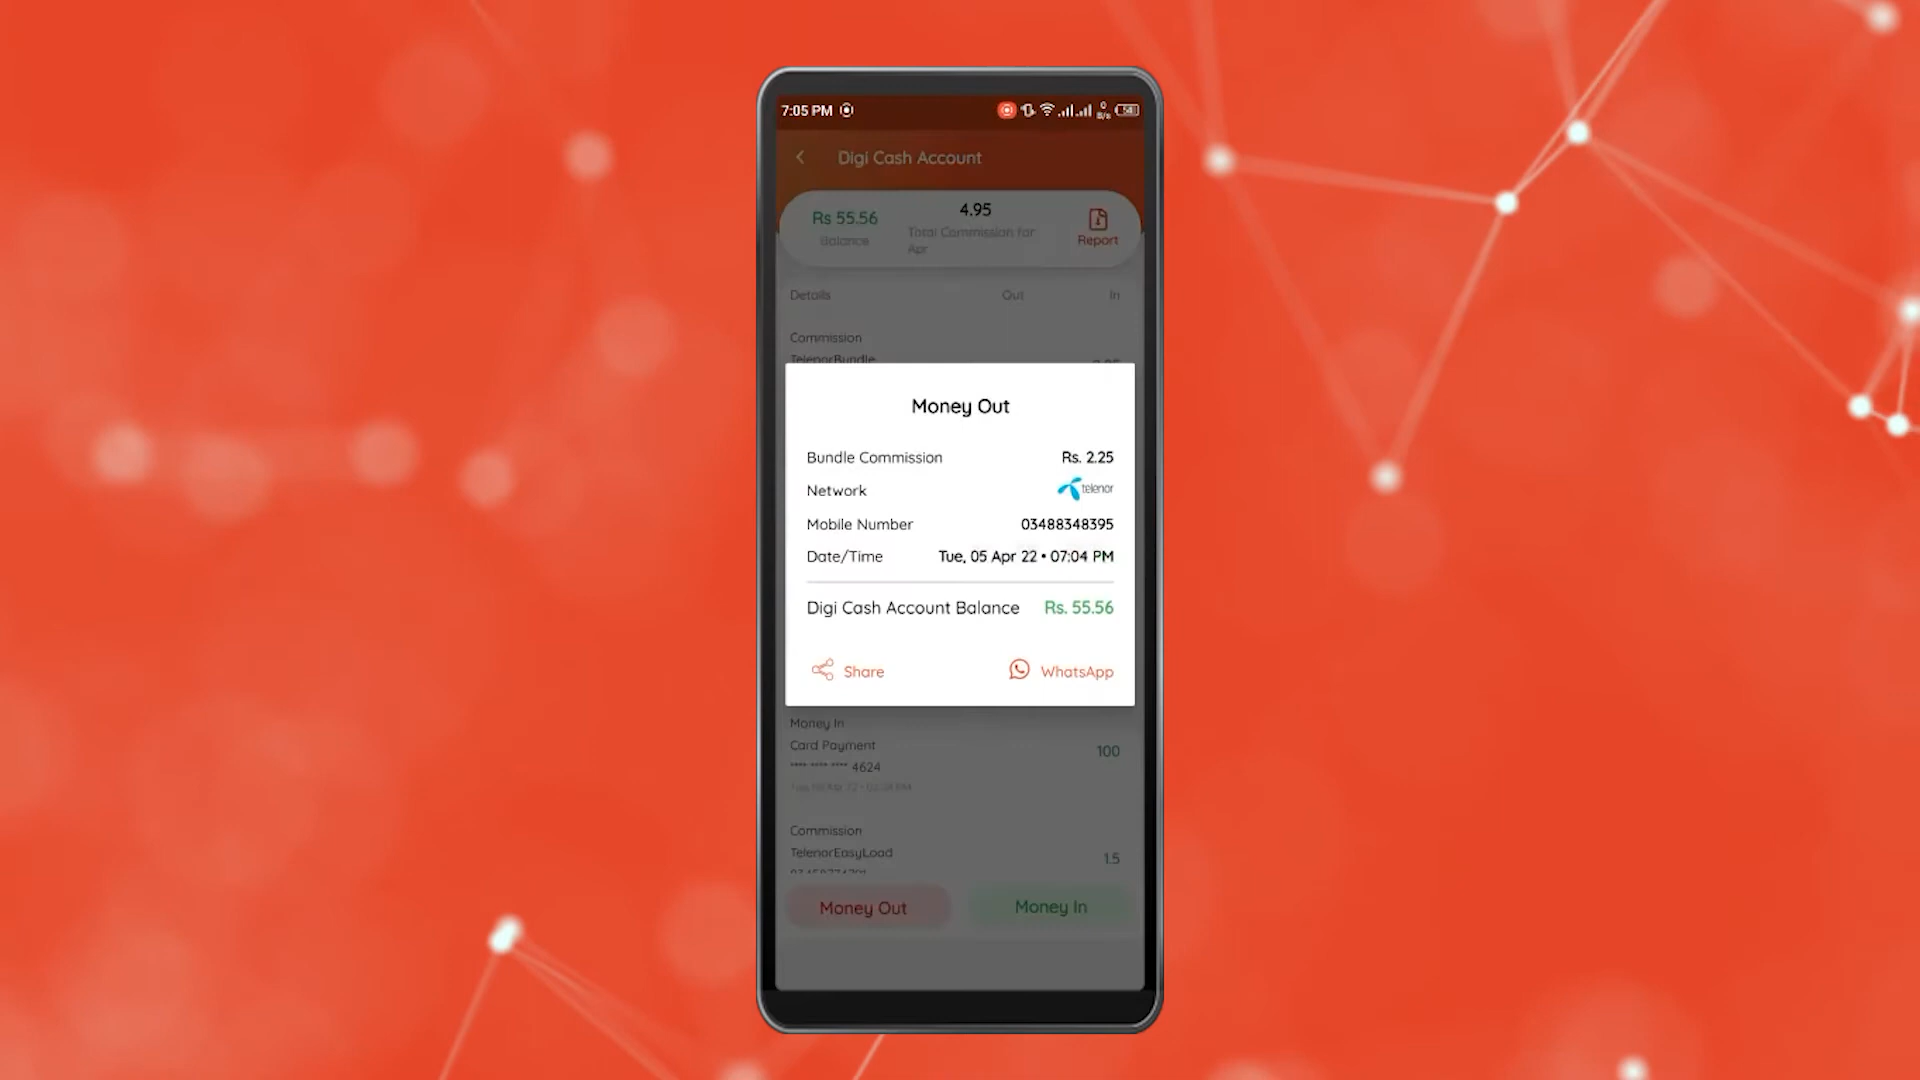 7:05 PM
0
B/s
54
Digi Cash Account
Rs 55.56
4.95
Balance
Total Commission for
Apr
Report
Details Out In
Commission
TelenorBundle
Money Out
Bundle Commission Rs. 2.25
Network telenor
Mobile Number 03488348395
Date/Time Tue, 05 Apr 22 • 07:04 PM
Digi Cash Account Balance Rs. 55.56
Share WhatsApp
Money In
Card Payment 100
**** **** **** 4624
Commission
TelenorEasyLoad 1.5
Money Out Money In